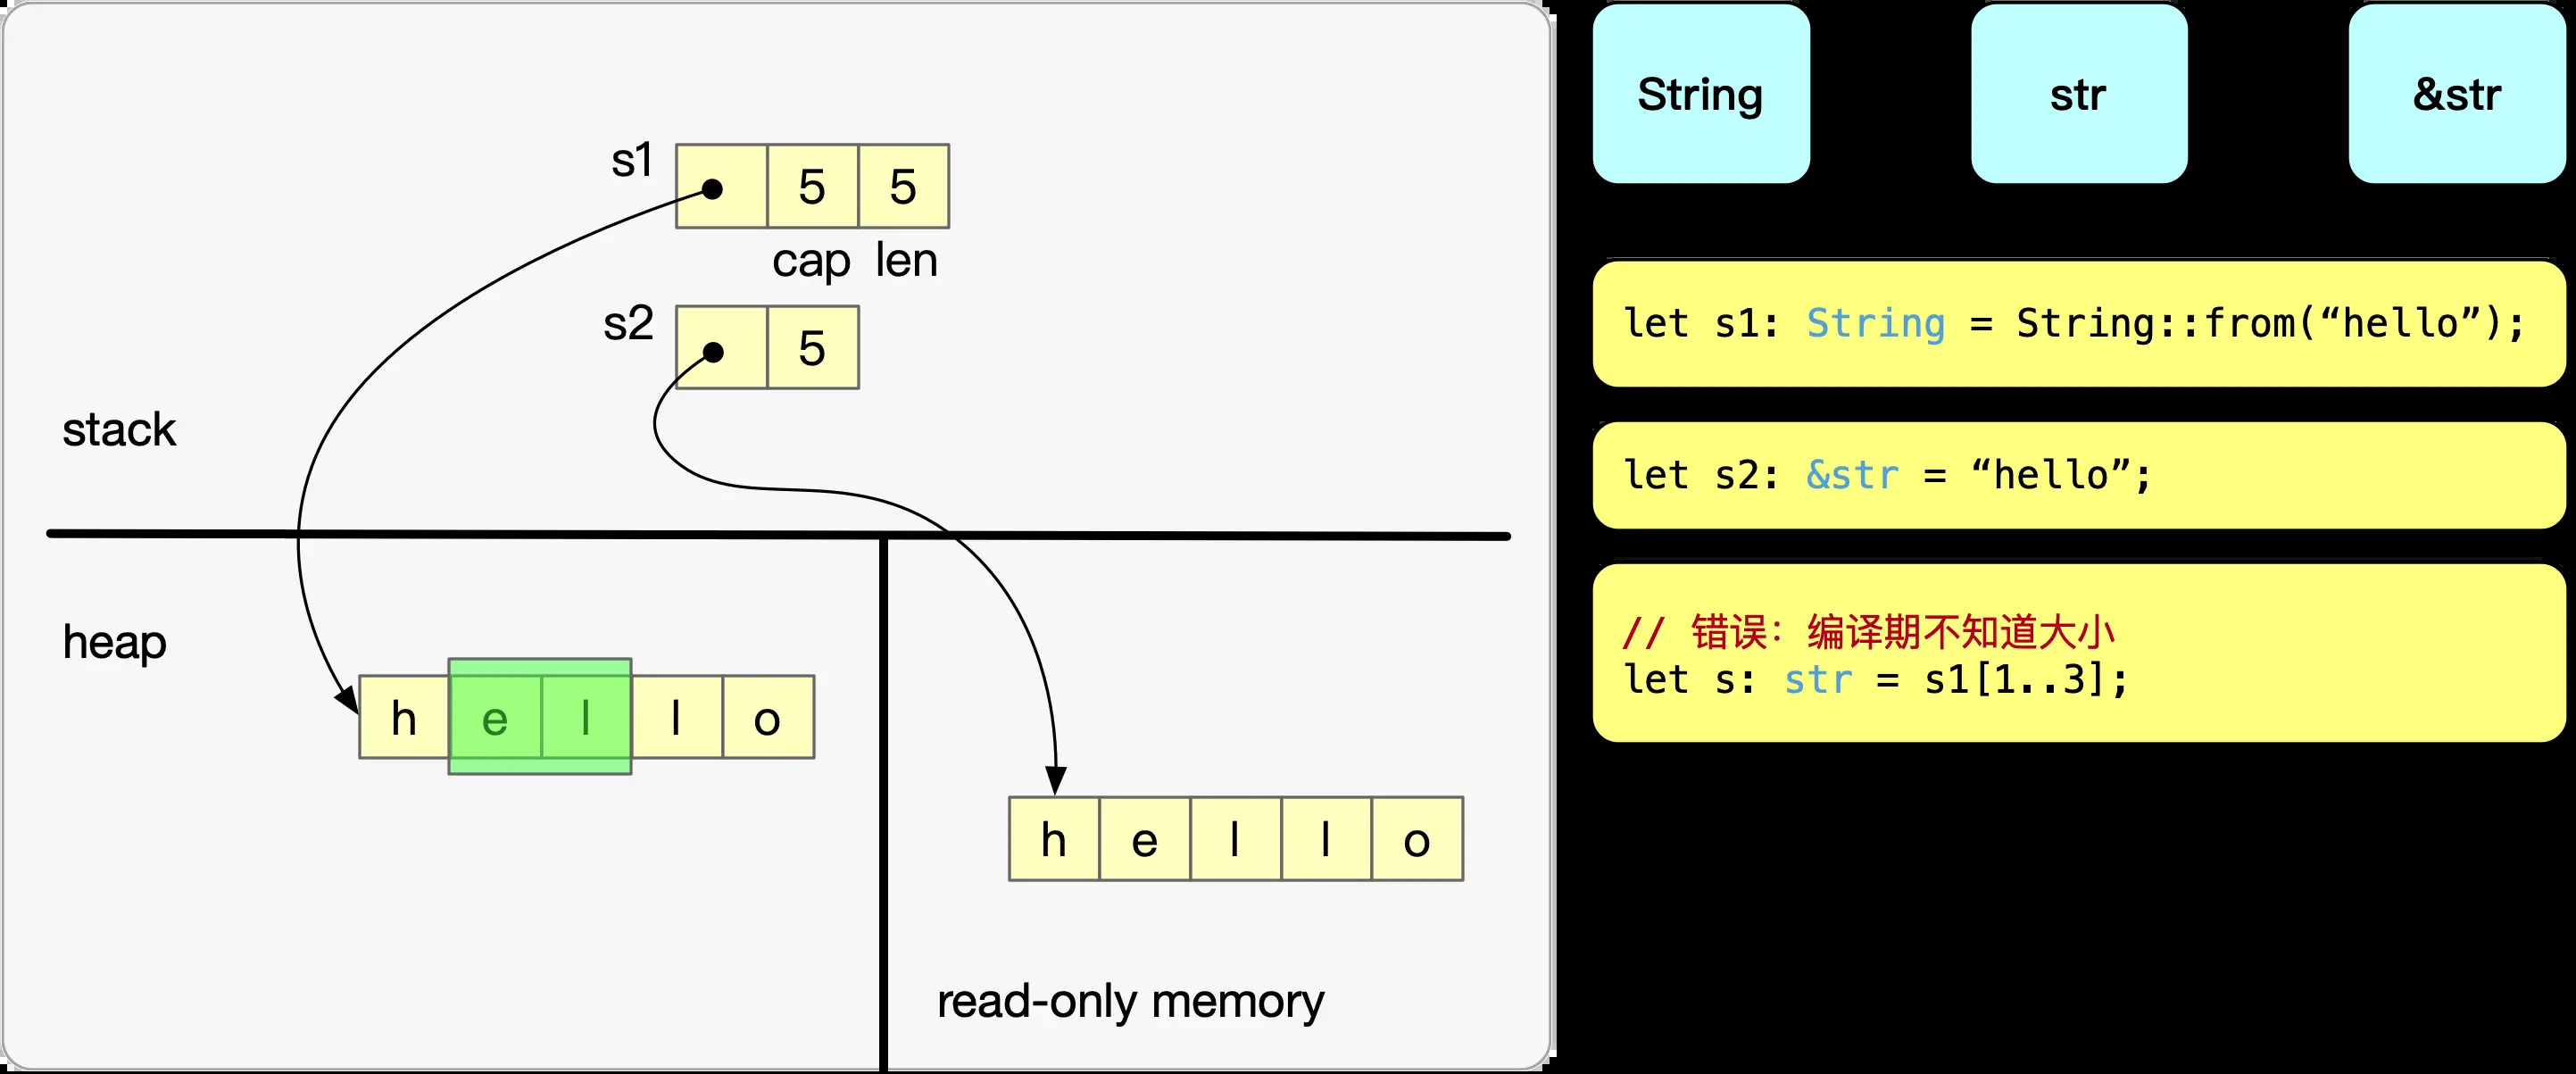 s1
5 5
cap len
s2
5
stack
heap
h e l l o
h e l l o
read-only memory
String
str
&str
let s1: String = String::from(“hello”);
let s2: &str = “hello”;
// 错误：编译期不知道大小
let s: str = s1[1..3];